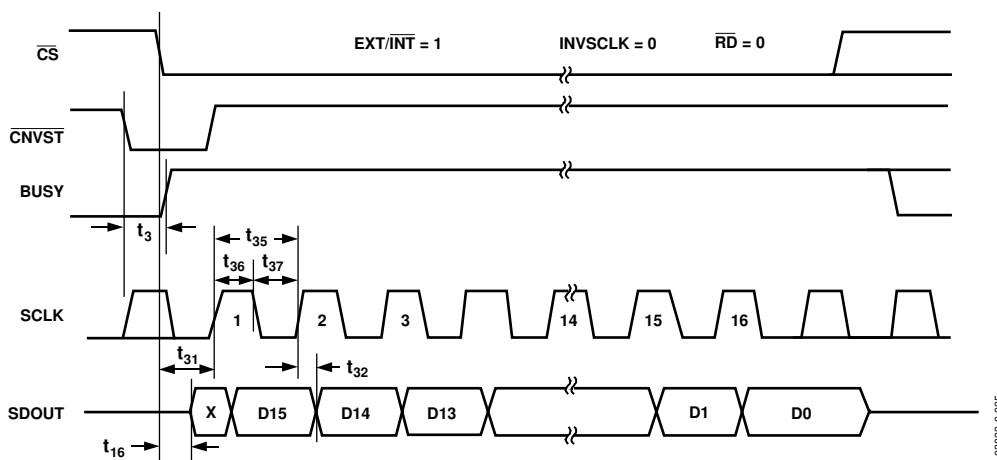 EXT/INT = 1 INVSCLK = 0 RD = 0
CS
CNVST
BUSY
t3
t35
t36 t37
SCLK
1 2 3 14 15 16
t31
t32
SDOUT
X D15 D14 D13 D1 D0
t16